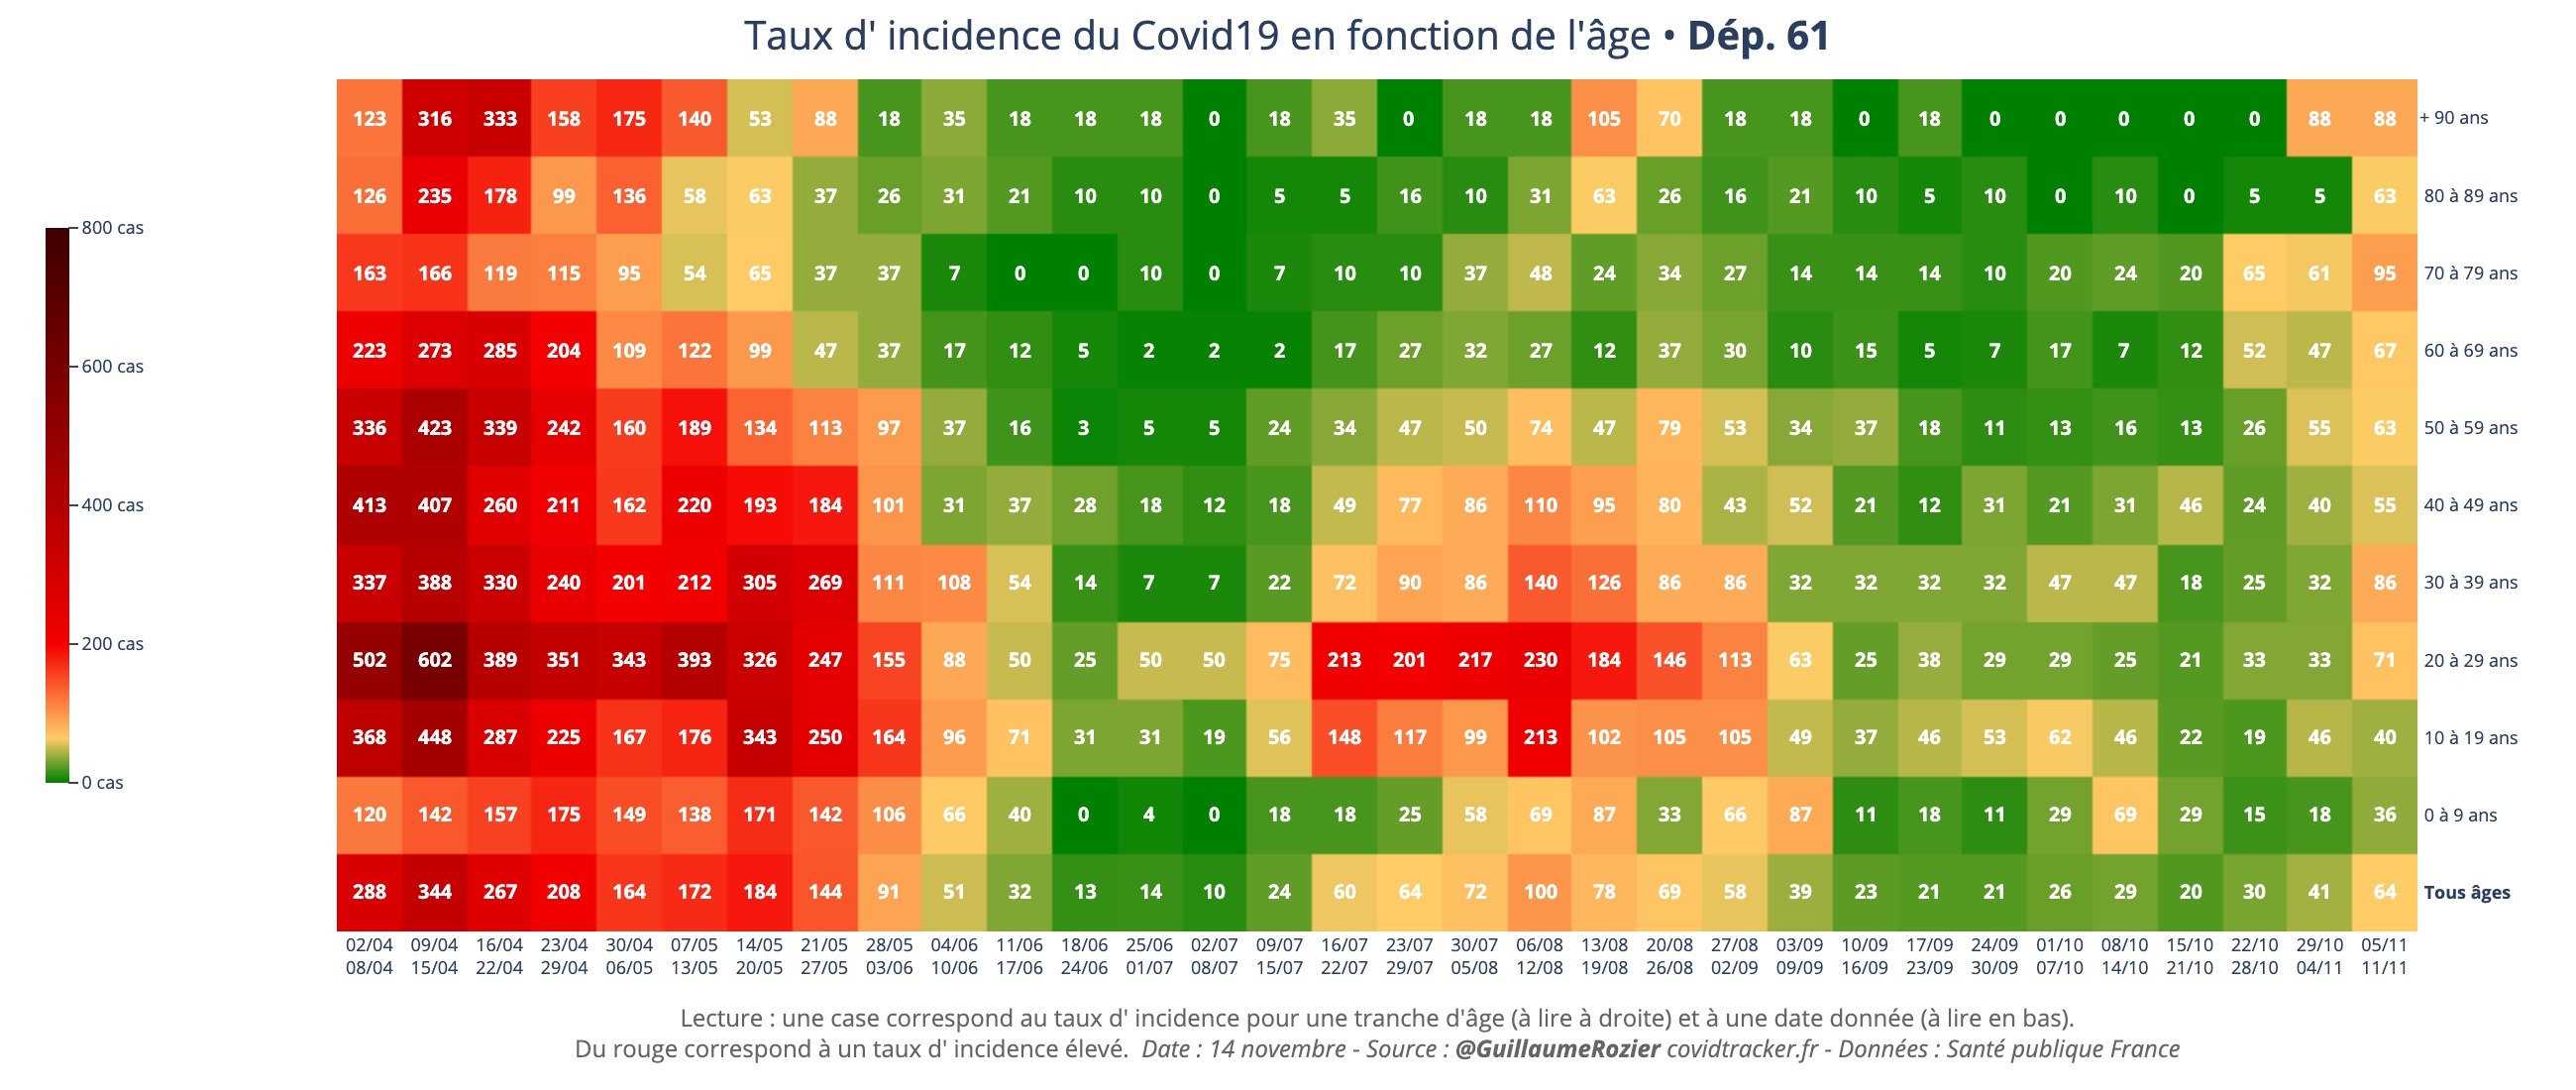 Taux d' incidence du Covid19 en fonction de l'âge • Dép. 61
123 316 333 158 175 140 53 88 18 35 18 18 18 0 18 35 0 18 18 105 70 18 18 0 18 0 0 0 0 0 88 88 + 90 ans
126 235 178 99 136 58 63 37 26 31 21 10 10 0 5 5 16 10 31 63 26 16 21 10 5 10 0 10 0 5 5 63 80 à 89 ans
800 cas
163 166 119 115 95 54 65 37 37 7 0 0 10 0 7 10 10 37 48 24 34 27 14 14 14 10 20 24 20 65 61 95 70 à 79 ans
223 273 285 204 109 122 99 47 37 17 12 5 2 2 2 17 27 32 27 12 37 30 10 15 5 7 17 7 12 52 47 67 60 à 69 ans
600 cas
336 423 339 242 160 189 134 113 97 37 16 3 5 5 24 34 47 50 74 47 79 53 34 37 18 11 13 16 13 26 55 63 50 à 59 ans
400 cas
413 407 260 211 162 220 193 184 101 31 37 28 18 12 18 49 77 86 110 95 80 43 52 21 12 31 21 31 46 24 40 55 40 à 49 ans
337 388 330 240 201 212 305 269 111 108 54 14 7 7 22 72 90 86 140 126 86 86 32 32 32 32 47 47 18 25 32 86 30 à 39 ans
200 cas
502 602 389 351 343 393 326 247 155 88 50 25 50 50 75 213 201 217 230 184 146 113 63 25 38 29 29 25 21 33 33 71 20 à 29 ans
368 448 287 225 167 176 343 250 164 96 71 31 31 19 56 148 117 99 213 102 105 105 49 37 46 53 62 46 22 19 46 40 10 à 19 ans
0 cas
120 142 157 175 149 138 171 142 106 66 40 0 4 0 18 18 25 58 69 87 33 66 87 11 18 11 29 69 29 15 18 36 0 à 9 ans
288 344 267 208 164 172 184 144 91 51 32 13 14 10 24 60 64 72 100 78 69 58 39 23 21 21 26 29 20 30 41 64 Tous âges
02/04 09/04 16/04 23/04 30/04 07/05 14/05 21/05 28/05 04/06 11/06 18/06 25/06 02/07 09/07 16/07 23/07 30/07 06/08 13/08 20/08 27/08 03/09 10/09 17/09 24/09 01/10 08/10 15/10 22/10 29/10 05/11
08/04 15/04 22/04 29/04 06/05 13/05 20/05 27/05 03/06 10/06 17/06 24/06 01/07 08/07 15/07 22/07 29/07 05/08 12/08 19/08 26/08 02/09 09/09 16/09 23/09 30/09 07/10 14/10 21/10 28/10 04/11 11/11
Lecture : une case correspond au taux d' incidence pour une tranche d'âge (à lire à droite) et à une date donnée (à lire en bas).
Du rouge correspond à un taux d' incidence élevé. Date : 14 novembre - Source : @GuillaumeRozier covidtracker.fr - Données : Santé publique France